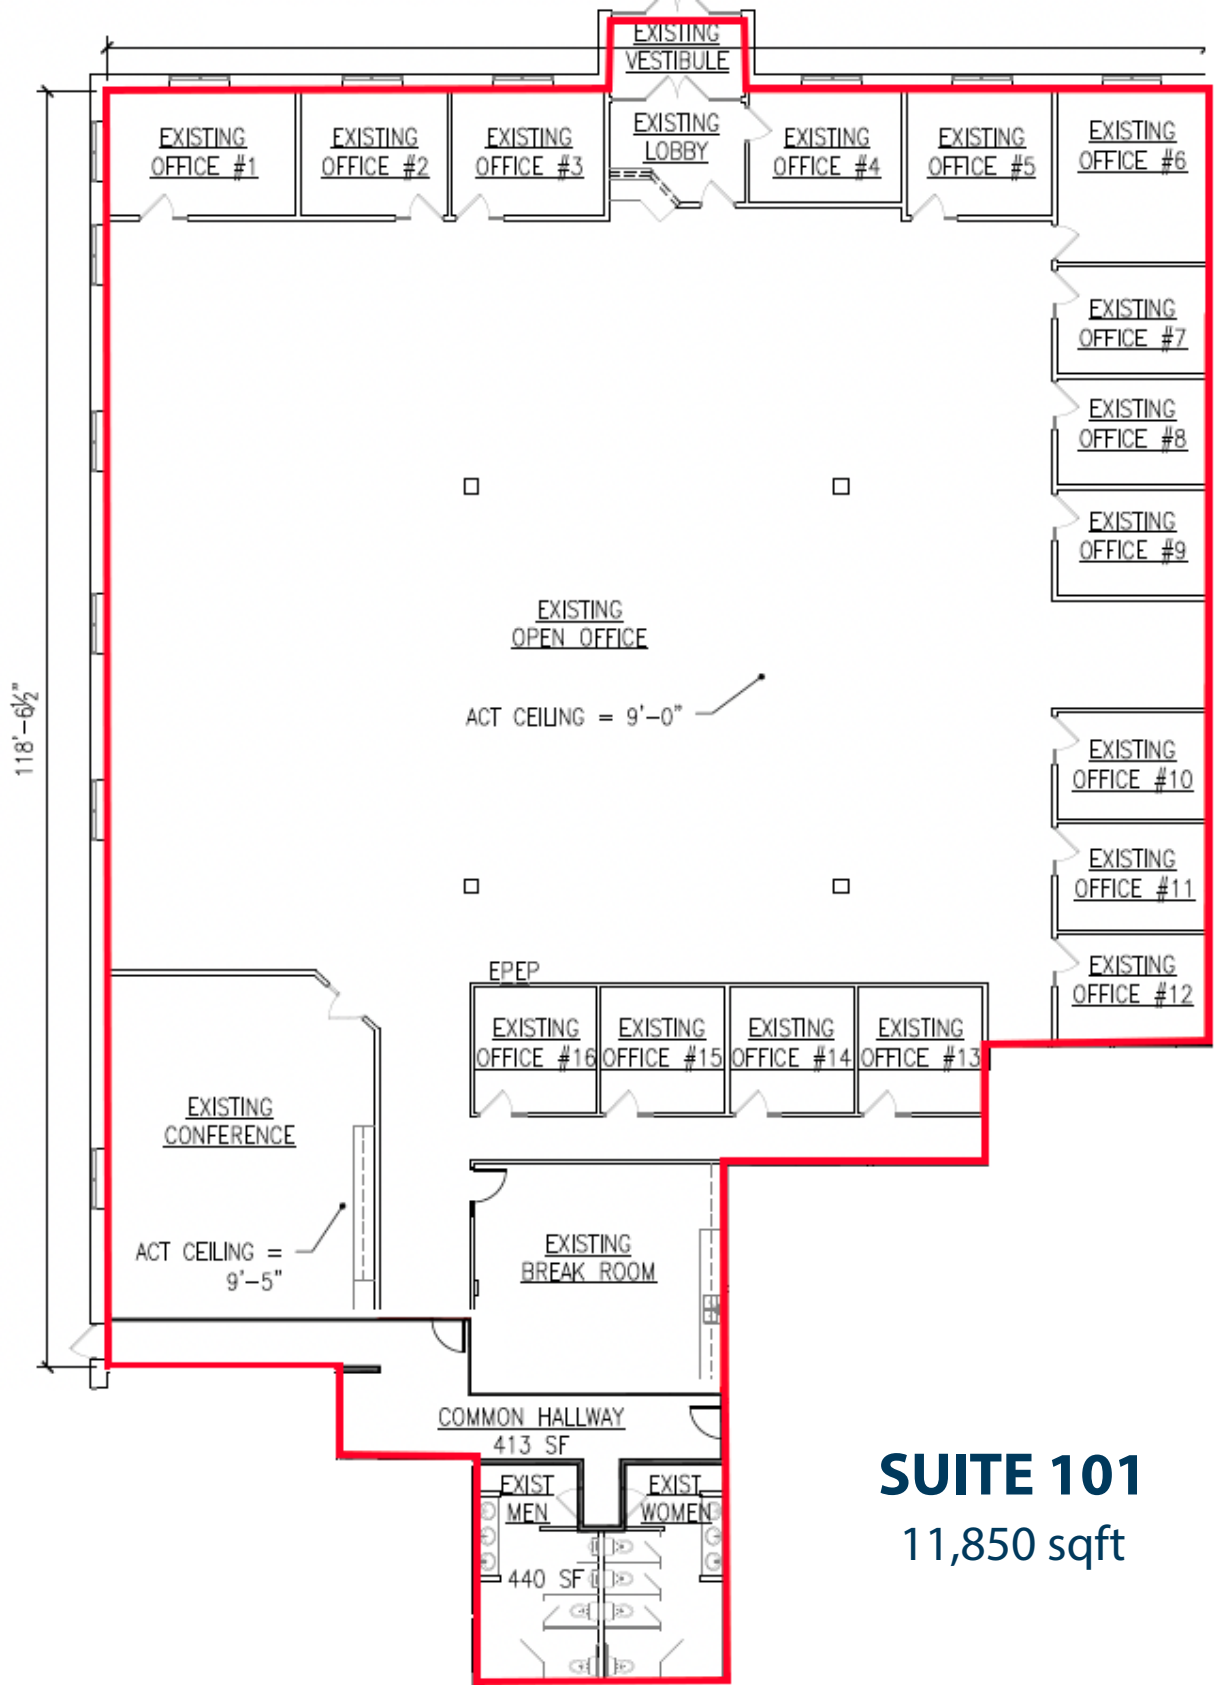 EXISTING
VESTIBULE
EXISTING
OFFICE #1
EXISTING
OFFICE #2
EXISTING
OFFICE #3
EXISTING
LOBBY
EXISTING
OFFICE #4
EXISTING
OFFICE #5
EXISTING
OFFICE #6
EXISTING
OFFICE #7
EXISTING
OFFICE #8
EXISTING
OFFICE #9
EXISTING
OPEN OFFICE
ACT CEILING = 9'-0"
118'-6½"
EXISTING
OFFICE #10
EXISTING
OFFICE #11
EXISTING
OFFICE #12
EPEP
EXISTING
OFFICE #16
EXISTING
OFFICE #15
EXISTING
OFFICE #14
EXISTING
OFFICE #13
EXISTING
CONFERENCE
ACT CEILING =
9'-5"
EXISTING
BREAK ROOM
COMMON HALLWAY
413 SF
EXIST
MEN
EXIST
WOMEN
440 SF
SUITE 101
11,850 sqft